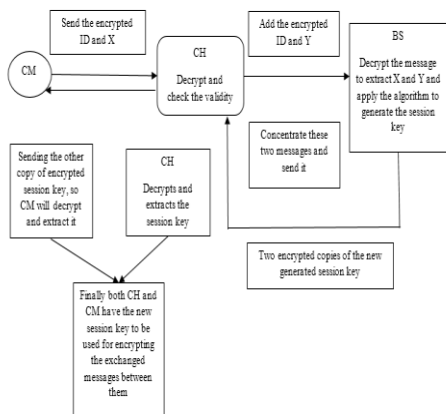 Send the encrypted
ID and X
Add the encrypted
ID and Y
CM
CH
Decrypt and
check the validity
BS
Decrypt the message
to extract X and Y and
apply the algorithm to
generate the session
key
Concentrate these
two messages and
send it
Sending the other
copy of encrypted
session key, so
CM will decrypt
and extract it
CH
Decrypts and
extracts the
session key
Two encrypted copies of the new
generated session key
Finally both CH and
CM have the new
session key to be
used for encrypting
the exchanged
messages between
them